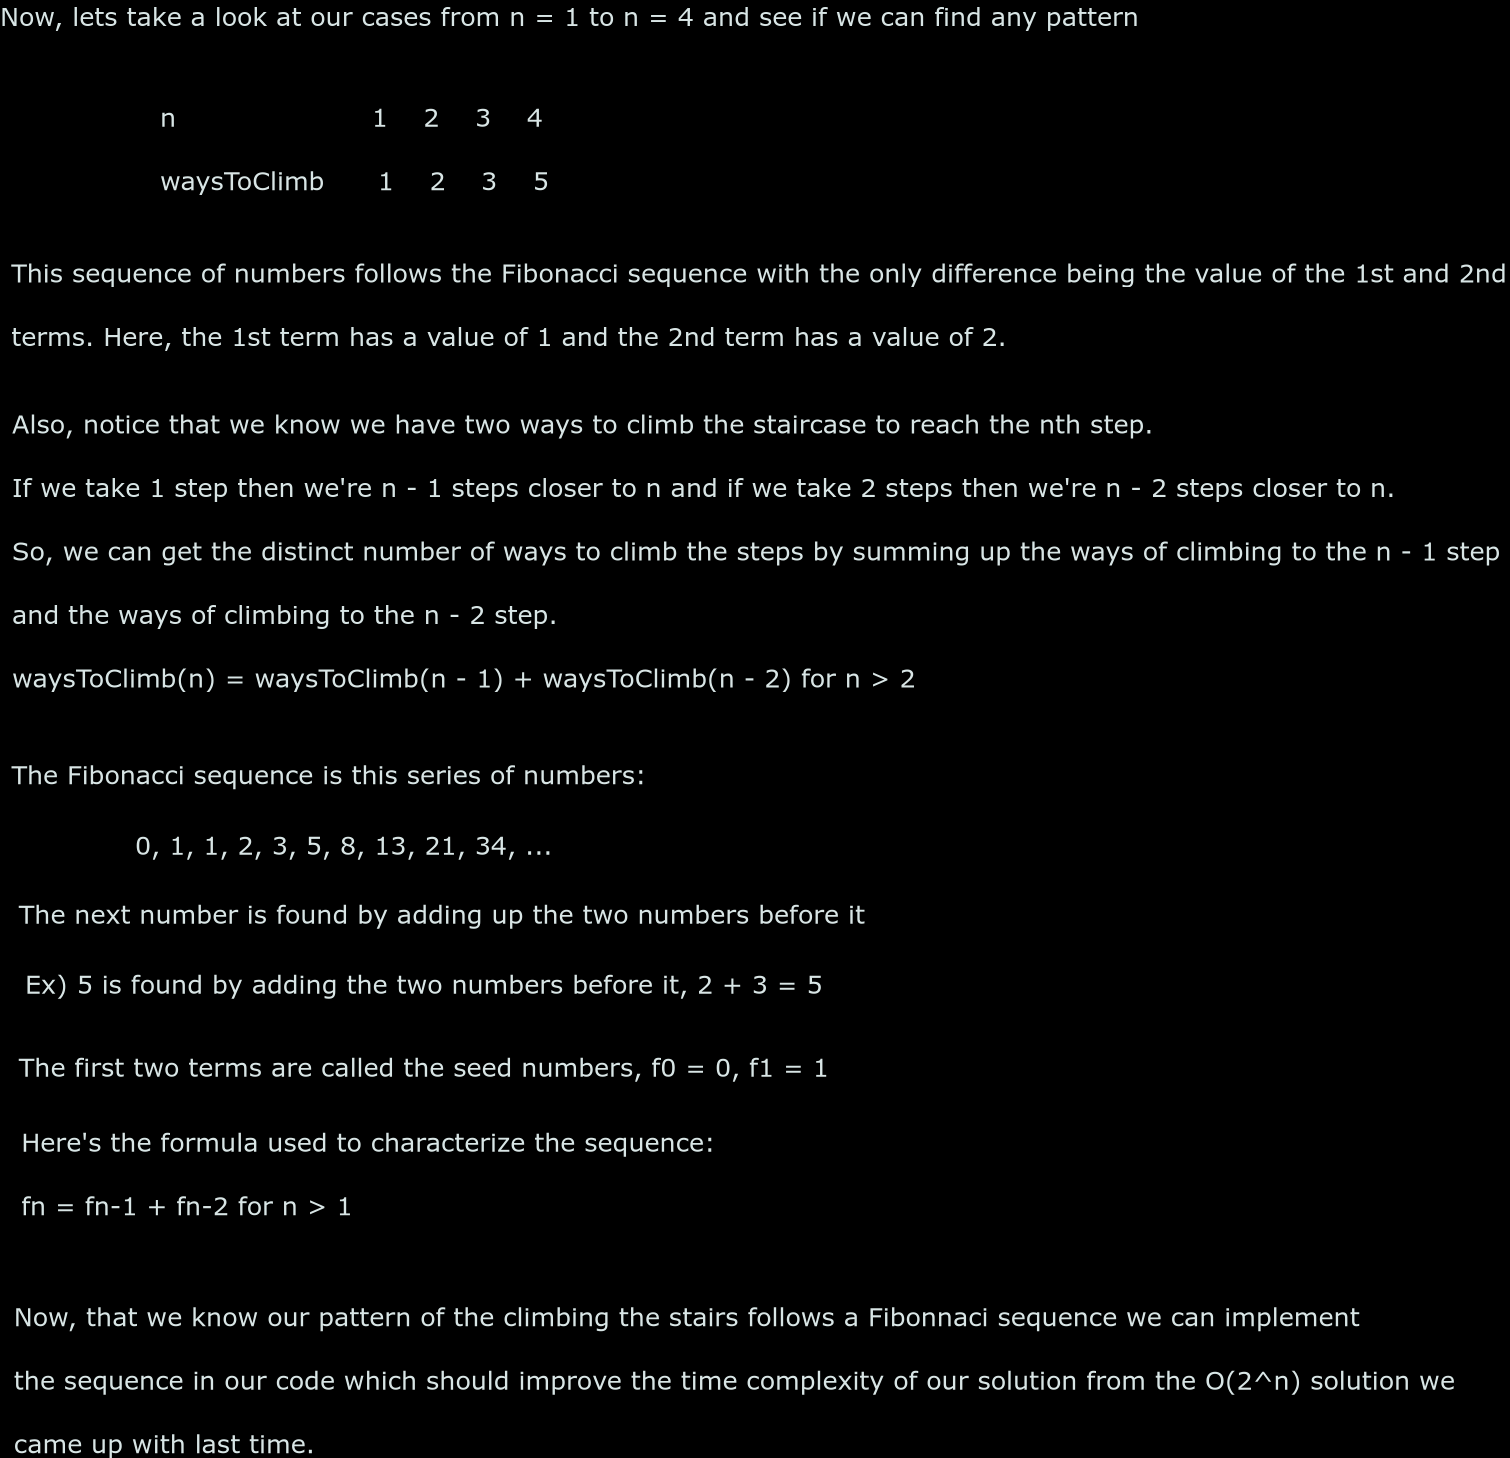 Now, lets take a look at our cases from n = 1 to n = 4 and see if we can find any pattern
n 1 2 3 4
waysToClimb 1 2 3 5
This sequence of numbers follows the Fibonacci sequence with the only difference being the value of the 1st and 2nd
terms. Here, the 1st term has a value of 1 and the 2nd term has a value of 2.
Also, notice that we know we have two ways to climb the staircase to reach the nth step.
If we take 1 step then we're n - 1 steps closer to n and if we take 2 steps then we're n - 2 steps closer to n.
So, we can get the distinct number of ways to climb the steps by summing up the ways of climbing to the n - 1 step
and the ways of climbing to the n - 2 step.
waysToClimb(n) = waysToClimb(n - 1) + waysToClimb(n - 2) for n > 2
The Fibonacci sequence is this series of numbers:
0, 1, 1, 2, 3, 5, 8, 13, 21, 34, ...
The next number is found by adding up the two numbers before it
Ex) 5 is found by adding the two numbers before it, 2 + 3 = 5
The first two terms are called the seed numbers, f0 = 0, f1 = 1
Here's the formula used to characterize the sequence:
fn = fn-1 + fn-2 for n > 1
Now, that we know our pattern of the climbing the stairs follows a Fibonnaci sequence we can implement
the sequence in our code which should improve the time complexity of our solution from the O(2^n) solution we
came up with last time.